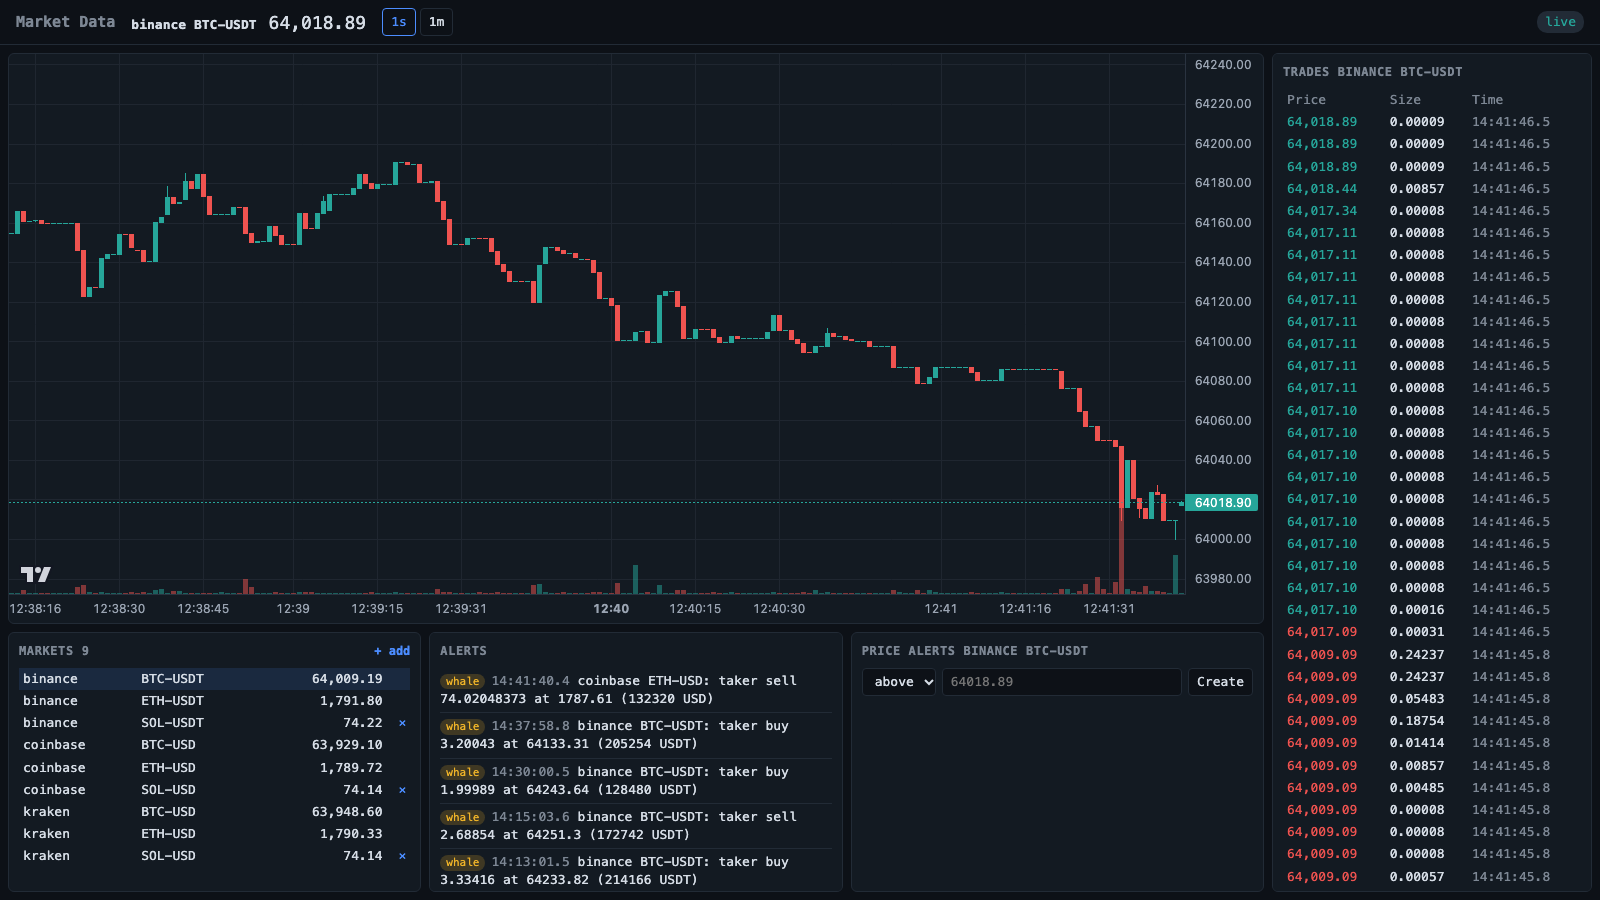 Market Data binance BTC-USDT 64,018.89 1s 1m live
64240.00
64220.00
64200.00
64180.00
64160.00
64140.00
64120.00
64100.00
64080.00
64060.00
64040.00
64018.90
64000.00
63980.00
12:38:16 12:38:30 12:38:45 12:39 12:39:15 12:39:31 12:40 12:40:15 12:40:30 12:41 12:41:16 12:41:31
TRADES BINANCE BTC-USDT
Price Size Time
64,018.89 0.00009 14:41:46.5
64,018.89 0.00009 14:41:46.5
64,018.89 0.00009 14:41:46.5
64,018.44 0.00857 14:41:46.5
64,017.34 0.00008 14:41:46.5
64,017.11 0.00008 14:41:46.5
64,017.11 0.00008 14:41:46.5
64,017.11 0.00008 14:41:46.5
64,017.11 0.00008 14:41:46.5
64,017.11 0.00008 14:41:46.5
64,017.11 0.00008 14:41:46.5
64,017.11 0.00008 14:41:46.5
64,017.11 0.00008 14:41:46.5
64,017.10 0.00008 14:41:46.5
64,017.10 0.00008 14:41:46.5
64,017.10 0.00008 14:41:46.5
64,017.10 0.00008 14:41:46.5
64,017.10 0.00008 14:41:46.5
64,017.10 0.00008 14:41:46.5
64,017.10 0.00008 14:41:46.5
64,017.10 0.00008 14:41:46.5
64,017.10 0.00008 14:41:46.5
64,017.10 0.00016 14:41:46.5
64,017.09 0.00031 14:41:46.5
64,009.09 0.24237 14:41:45.8
64,009.09 0.24237 14:41:45.8
64,009.09 0.05483 14:41:45.8
64,009.09 0.18754 14:41:45.8
64,009.09 0.01414 14:41:45.8
64,009.09 0.00857 14:41:45.8
64,009.09 0.00485 14:41:45.8
64,009.09 0.00008 14:41:45.8
64,009.09 0.00008 14:41:45.8
64,009.09 0.00008 14:41:45.8
64,009.09 0.00057 14:41:45.8
MARKETS 9 + add
binance BTC-USDT 64,009.19
binance ETH-USDT 1,791.80
binance SOL-USDT 74.22 ×
coinbase BTC-USD 63,929.10
coinbase ETH-USD 1,789.72
coinbase SOL-USD 74.14 ×
kraken BTC-USD 63,948.60
kraken ETH-USD 1,790.33
kraken SOL-USD 74.14 ×
ALERTS
whale 14:41:40.4 coinbase ETH-USD: taker sell
74.02048373 at 1787.61 (132320 USD)
whale 14:37:58.8 binance BTC-USDT: taker buy
3.20043 at 64133.31 (205254 USDT)
whale 14:30:00.5 binance BTC-USDT: taker buy
1.99989 at 64243.64 (128480 USDT)
whale 14:15:03.6 binance BTC-USDT: taker sell
2.68854 at 64251.3 (172742 USDT)
whale 14:13:01.5 binance BTC-USDT: taker buy
3.33416 at 64233.82 (214166 USDT)
PRICE ALERTS BINANCE BTC-USDT
above 64018.89 Create